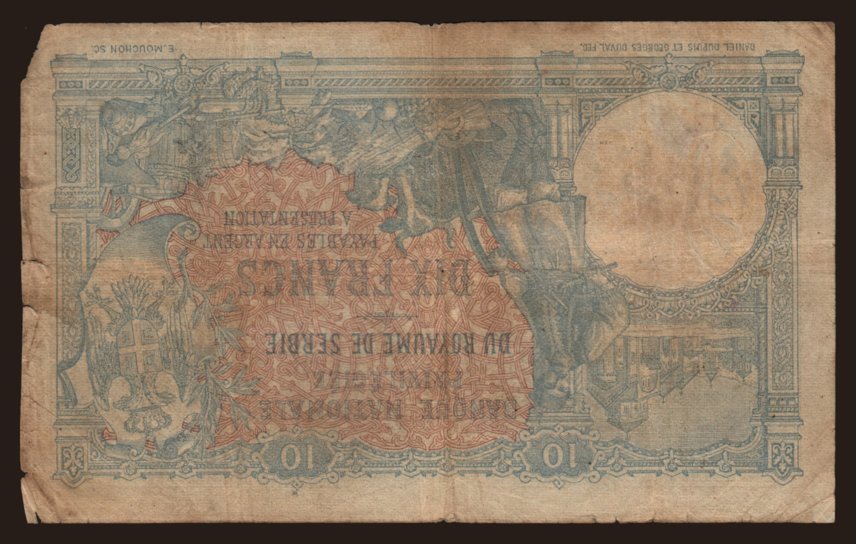 10 10
BANQUE NATIONALE
PRIVILÉGIÉE
DU ROYAUME DE SERBIE
DIX FRANCS
PAYABLES EN ARGENT
A PRÉSENTATION
DANIEL DUPUIS ET GEORGES DUVAL FEC.
E. MOUCHON SC.